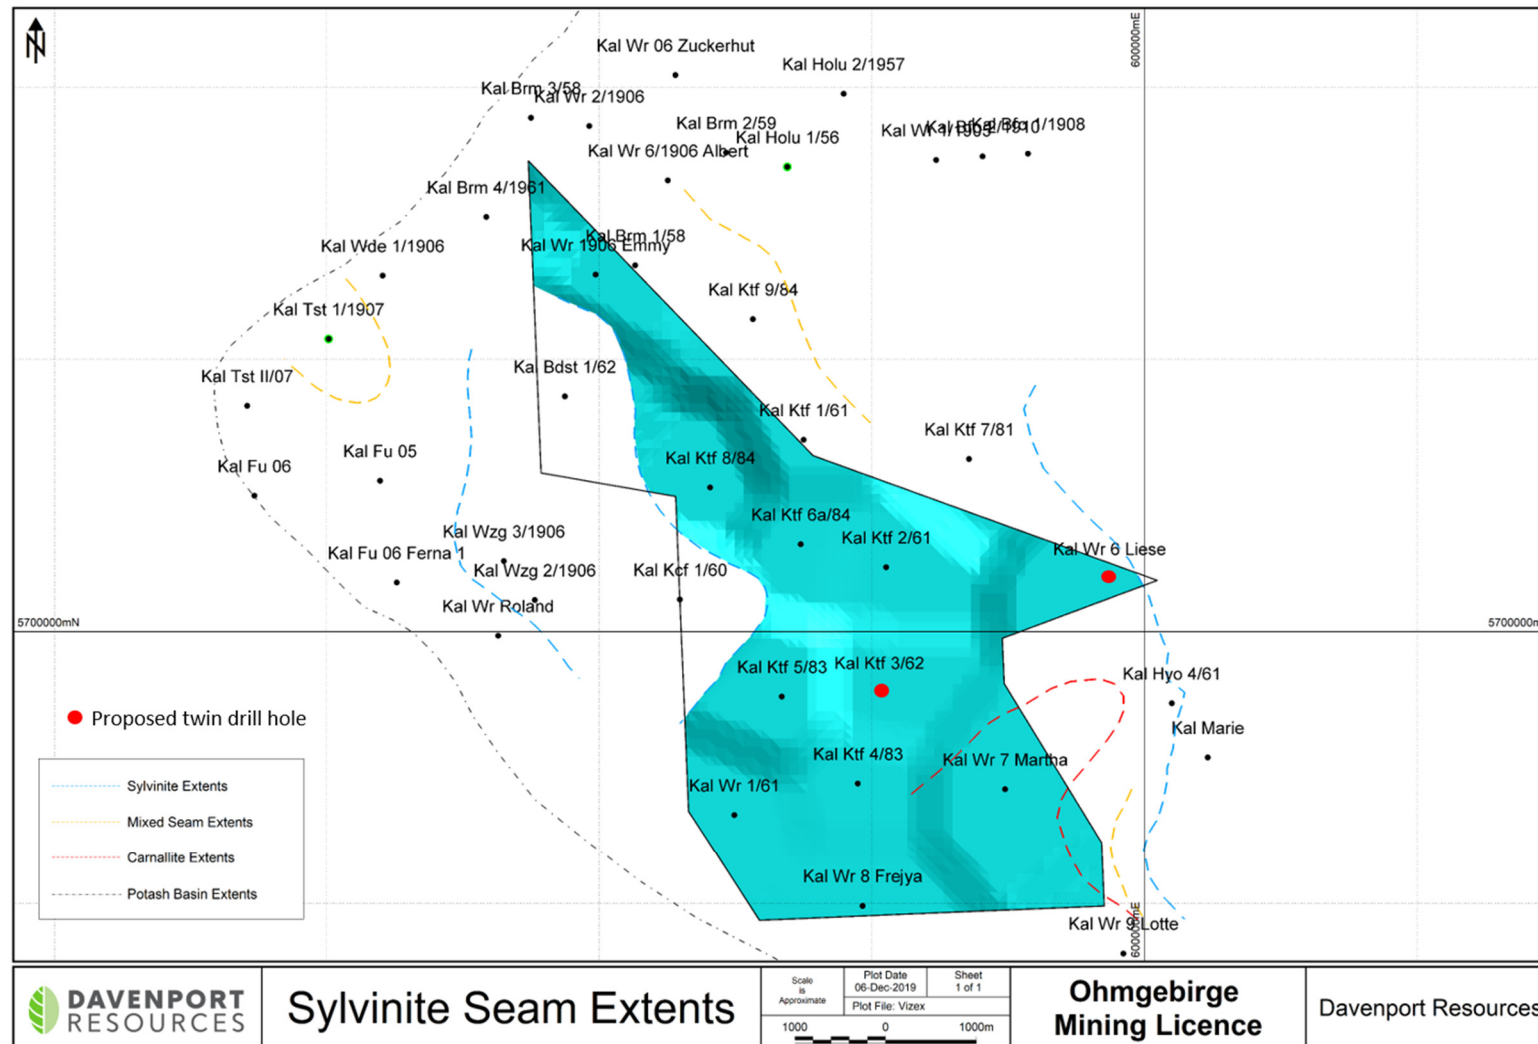 N
600000mE
Kal Wr 06 Zuckerhut
Kal Holu 2/1957
Kal Brm 3/58
Kal Wr 2/1906
Kal Brm 2/59
Kal Holu 1/56
Kal Wr 1/1905
Kal Bfo 1/1908
Kal Wr 6/1906 Albert
Kal Brm 4/1961
Kal Brm 1/58
Kal Wr 1906 Emmy
Kal Wde 1/1906
Kal Ktf 9/84
Kal Tst 1/1907
Kal Bdst 1/62
Kal Tst II/07
Kal Ktf 1/61
Kal Ktf 7/81
Kal Fu 05
Kal Ktf 8/84
Kal Fu 06
Kal Ktf 6a/84
Kal Wzg 3/1906
Kal Ktf 2/61
Kal Fu 06 Ferna 1
Kal Wr 6 Liese
Kal Wzg 2/1906
Kal Kcf 1/60
Kal Wr Roland
5700000mN
5700000m
Kal Ktf 5/83
Kal Ktf 3/62
Kal Hyo 4/61
Proposed twin drill hole
Kal Marie
Kal Ktf 4/83
Kal Wr 7 Martha
Kal Wr 1/61
Sylvinite Extents
Mixed Seam Extents
Carnallite Extents
Potash Basin Extents
Kal Wr 8 Frejya
Kal Wr 9 Lotte
600000mE
DAVENPORT
RESOURCES
Sylvinite Seam Extents
Scale
is
Approximate
Plot Date
06-Dec-2019
Sheet
1 of 1
Plot File: Vizex
1000 0 1000m
Ohmgebirge
Mining Licence
Davenport Resources